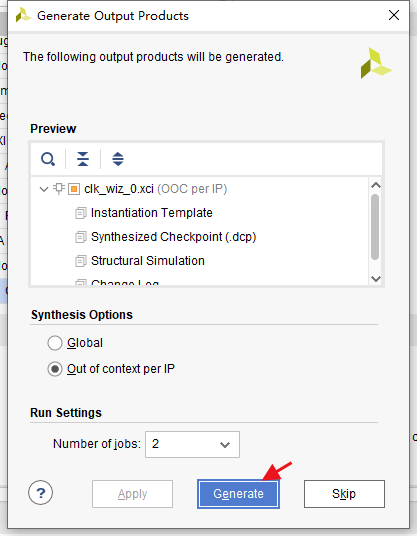 Generate Output Products
The following output products will be generated.
Preview
clk_wiz_0.xci (OOC per IP)
Instantiation Template
Synthesized Checkpoint (.dcp)
Structural Simulation
Change Log
Synthesis Options
Global
Out of context per IP
Run Settings
Number of jobs: 2
? Apply Generate Skip